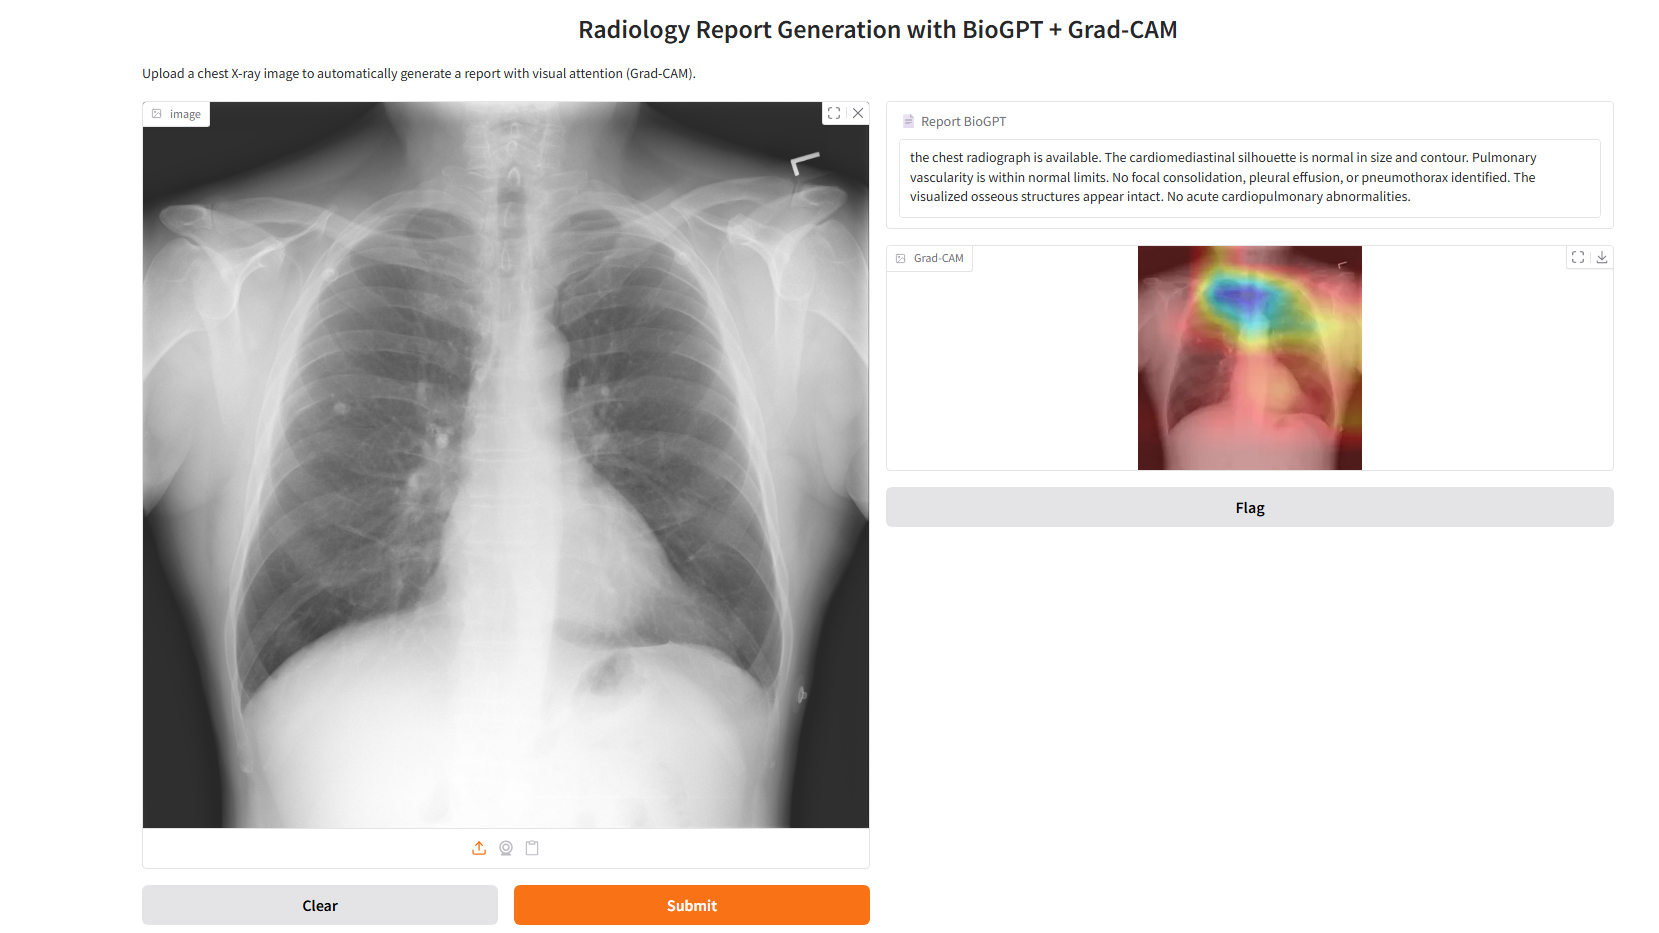 Radiology Report Generation with BioGPT + Grad-CAM
Upload a chest X-ray image to automatically generate a report with visual attention (Grad-CAM).
image
Report BioGPT
the chest radiograph is available. The cardiomediastinal silhouette is normal in size and contour. Pulmonary
vascularity is within normal limits. No focal consolidation, pleural effusion, or pneumothorax identified. The
visualized osseous structures appear intact. No acute cardiopulmonary abnormalities.
Grad-CAM
Flag
Clear
Submit